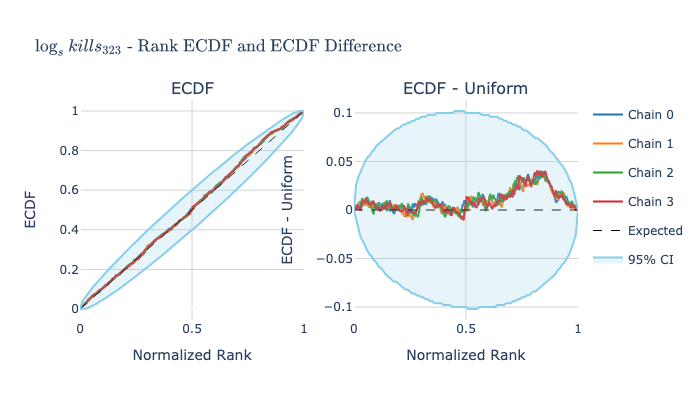 log_s kills_323 - Rank ECDF and ECDF Difference
ECDF
ECDF - Uniform
ECDF
1
0.8
0.6
0.4
0.2
0
0
0.5
1
Normalized Rank
ECDF - Uniform
0.1
0.05
0
−0.05
−0.1
0
0.5
1
Normalized Rank
Chain 0
Chain 1
Chain 2
Chain 3
Expected
95% CI